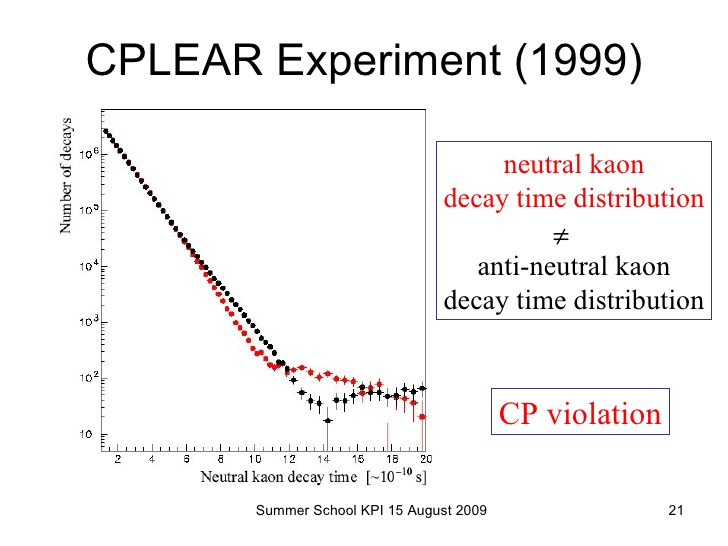 CPLEAR Experiment (1999)
Number of decays
10⁶
10⁵
10⁴
10³
10²
10
2 4 6 8 10 12 14 16 18 20
Neutral kaon decay time [~10⁻¹⁰ s]
neutral kaon
decay time distribution
≠
anti-neutral kaon
decay time distribution
CP violation
Summer School KPI 15 August 2009
21